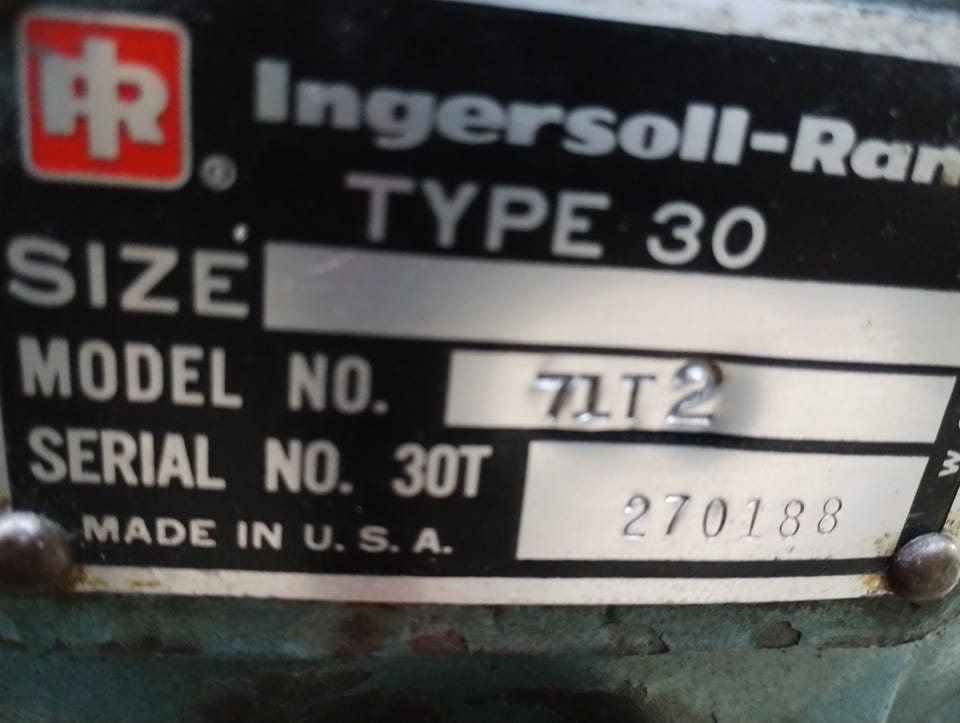 IR ®
Ingersoll-Ran
TYPE 30
SIZE
MODEL NO. 71T2
SERIAL NO. 30T 270188
MADE IN U. S. A.